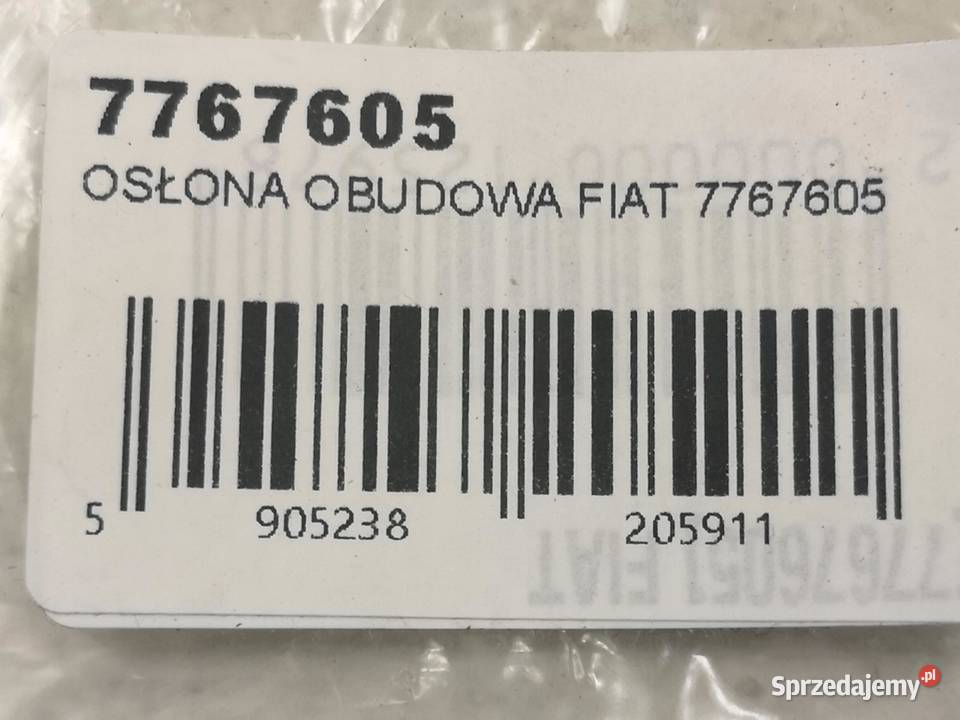 7767605
OSŁONA OBUDOWA FIAT 7767605
5 905238 205911
Sprzedajemy.pl